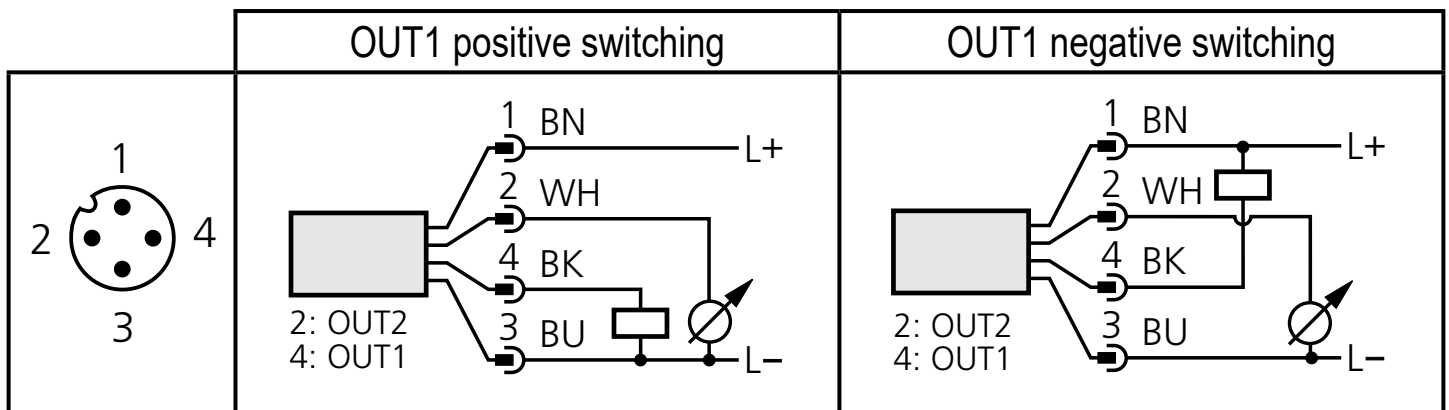 OUT1 positive switching
OUT1 negative switching
1
2
4
3
1 BN
L+
2 WH
4 BK
3 BU
L−
2: OUT2
4: OUT1
1 BN
L+
2 WH
4 BK
3 BU
L−
2: OUT2
4: OUT1